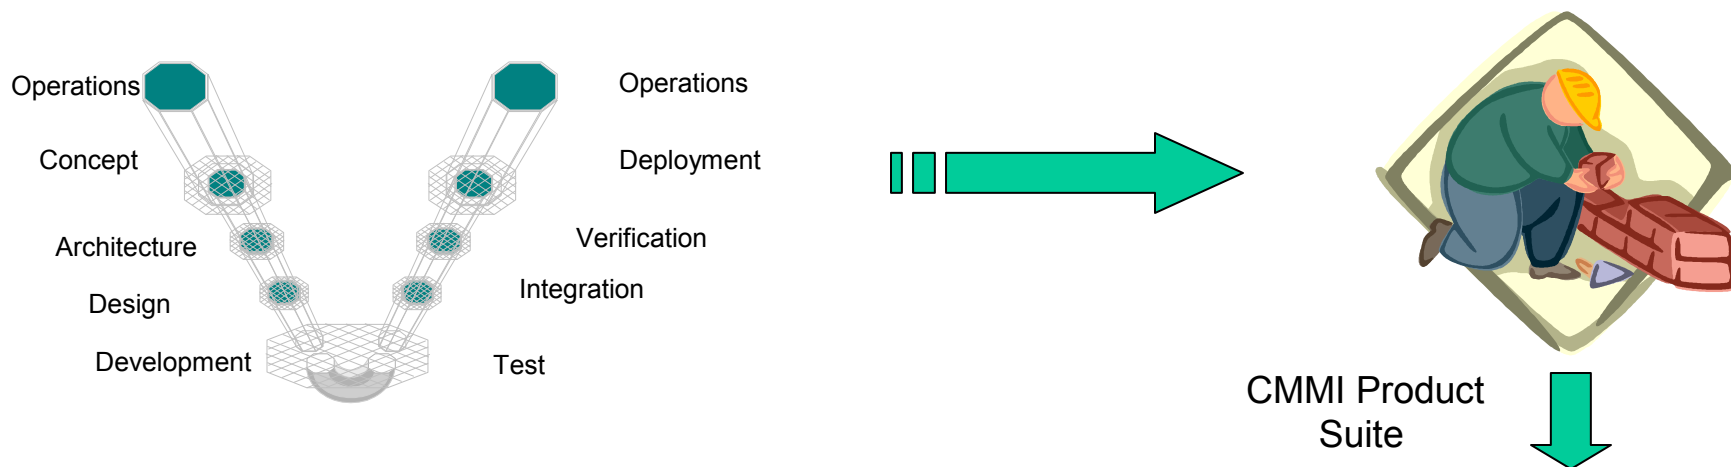 Operations
Operations
Concept
Deployment
Architecture
Verification
Design
Integration
Development
Test
CMMI Product
Suite